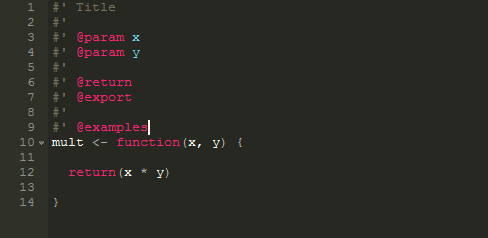 1 #' Title
2 #'
3 #' @param x
4 #' @param y
5 #'
6 #' @return
7 #' @export
8 #'
9 #' @examples
10 mult <- function(x, y) {
11
12 return(x * y)
13
14 }